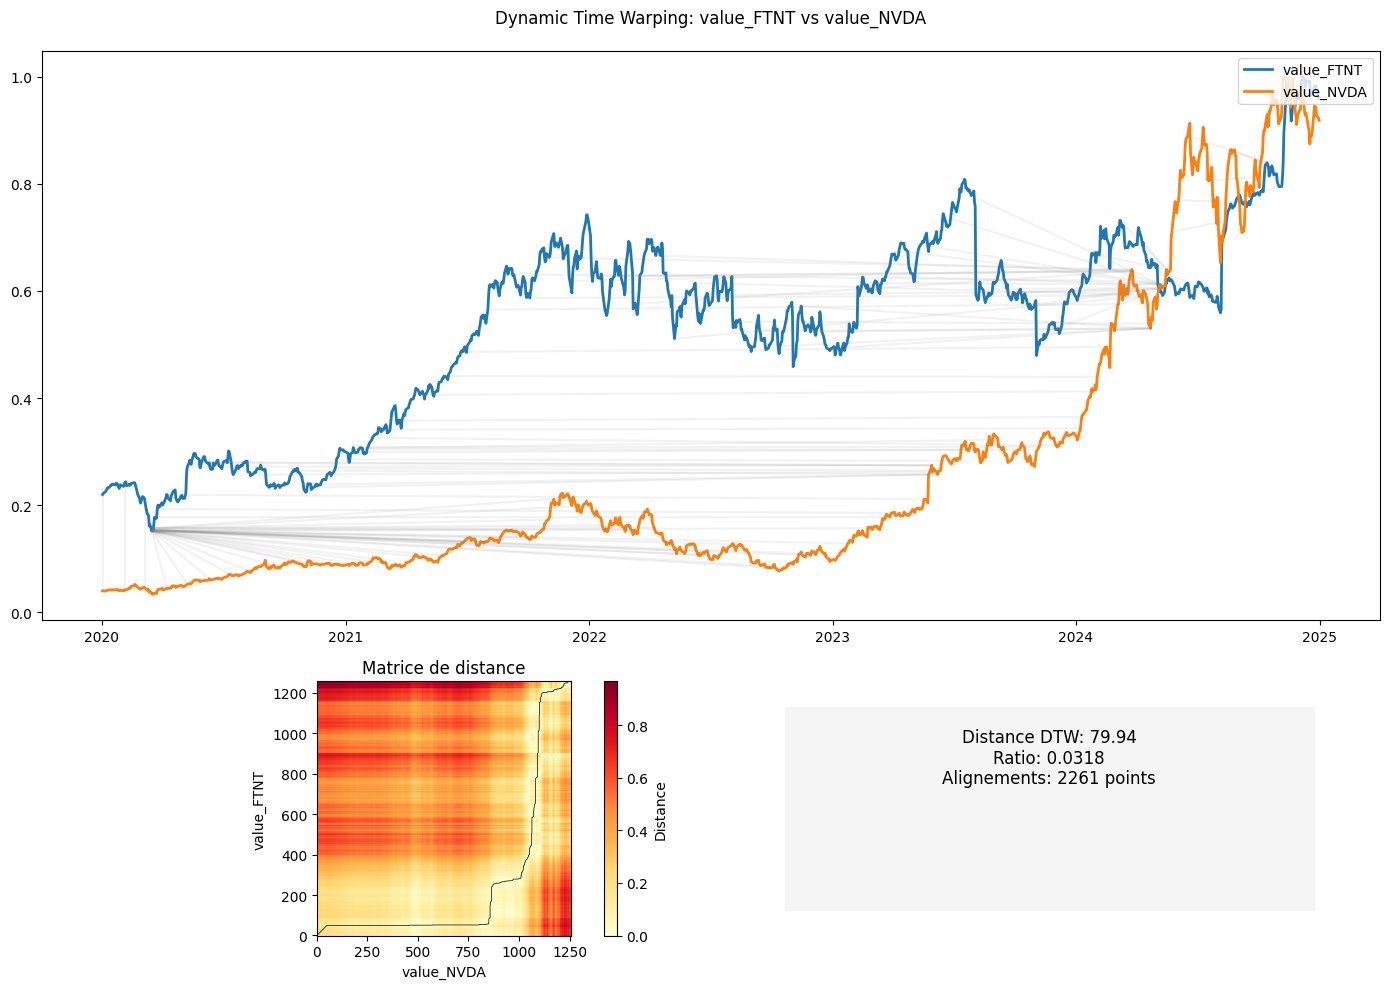 Dynamic Time Warping: value_FTNT vs value_NVDA
value_FTNT
value_NVDA
1.0
0.8
0.6
0.4
0.2
0.0
2020 2021 2022 2023 2024 2025
Matrice de distance
value_FTNT
1200
1000
800
600
400
200
0
0 250 500 750 1000 1250
value_NVDA
0.8
0.6
0.4
0.2
0.0
Distance
Distance DTW: 79.94
Ratio: 0.0318
Alignements: 2261 points